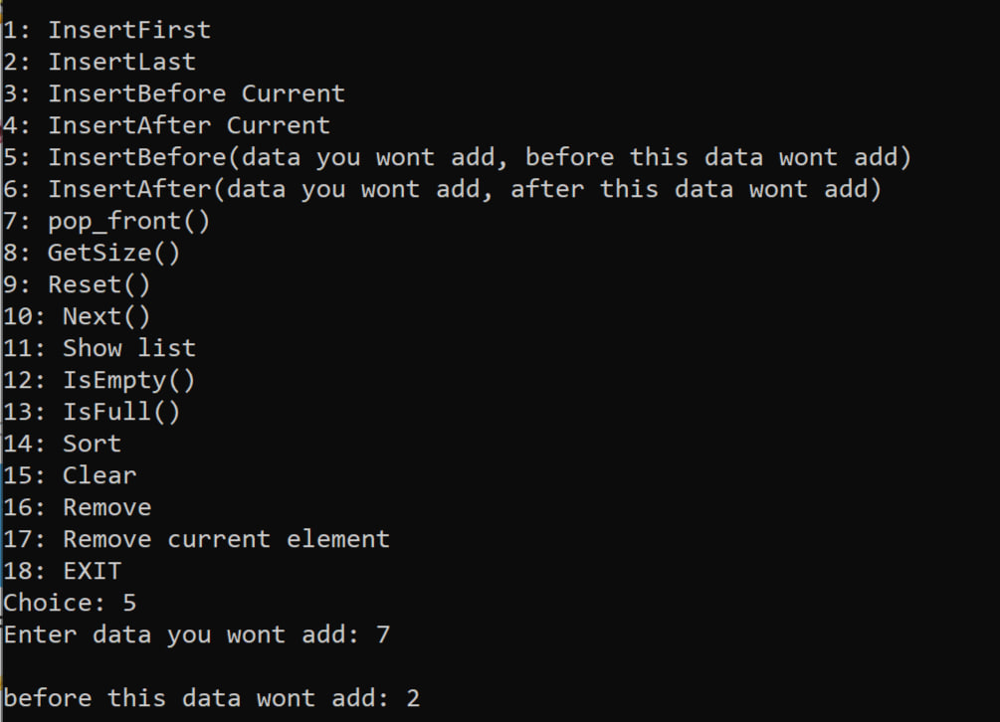 1: InsertFirst
2: InsertLast
3: InsertBefore Current
4: InsertAfter Current
5: InsertBefore(data you wont add, before this data wont add)
6: InsertAfter(data you wont add, after this data wont add)
7: pop_front()
8: GetSize()
9: Reset()
10: Next()
11: Show list
12: IsEmpty()
13: IsFull()
14: Sort
15: Clear
16: Remove
17: Remove current element
18: EXIT
Choice: 5
Enter data you wont add: 7
before this data wont add: 2